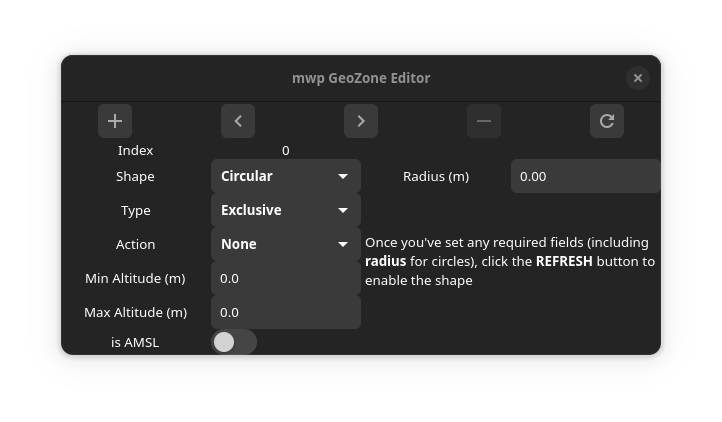 mwp GeoZone Editor
Index 0
Shape Circular Radius (m) 0.00
Type Exclusive
Action None
Once you've set any required fields (including
radius for circles), click the REFRESH button to
enable the shape
Min Altitude (m) 0.0
Max Altitude (m) 0.0
is AMSL